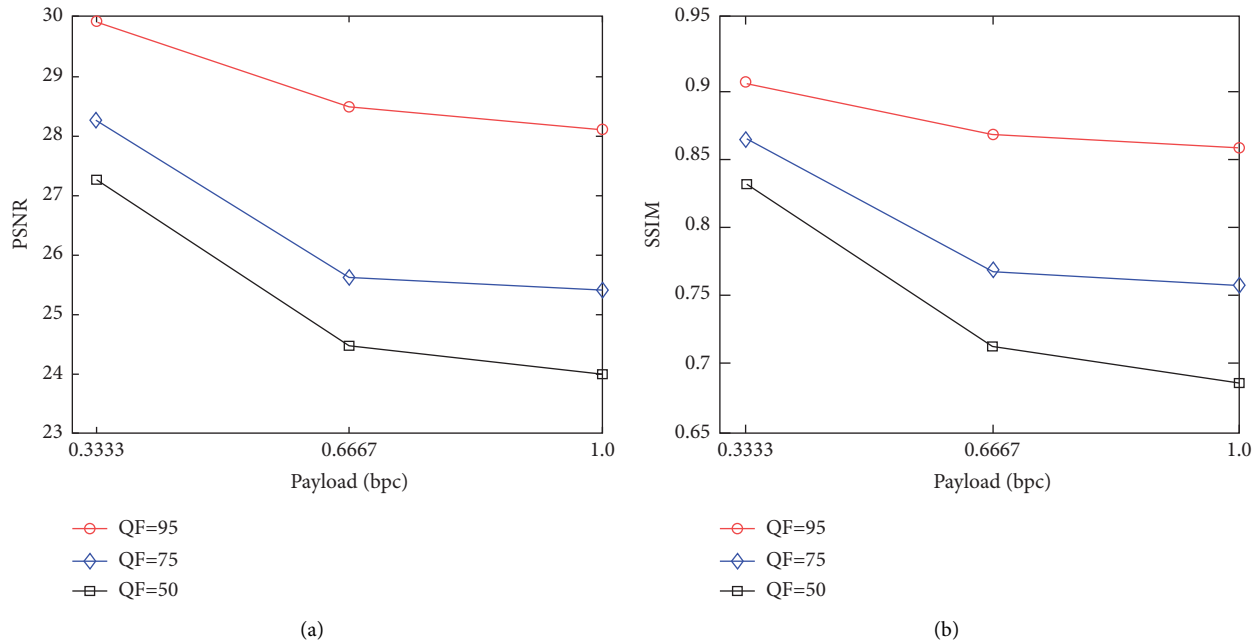 30
29
28
27
26
25
24
23
PSNR
0.3333
0.6667
1.0
Payload (bpc)
QF=95
QF=75
QF=50
(a)
0.95
0.9
0.85
0.8
0.75
0.7
0.65
SSIM
0.3333
0.6667
1.0
Payload (bpc)
QF=95
QF=75
QF=50
(b)